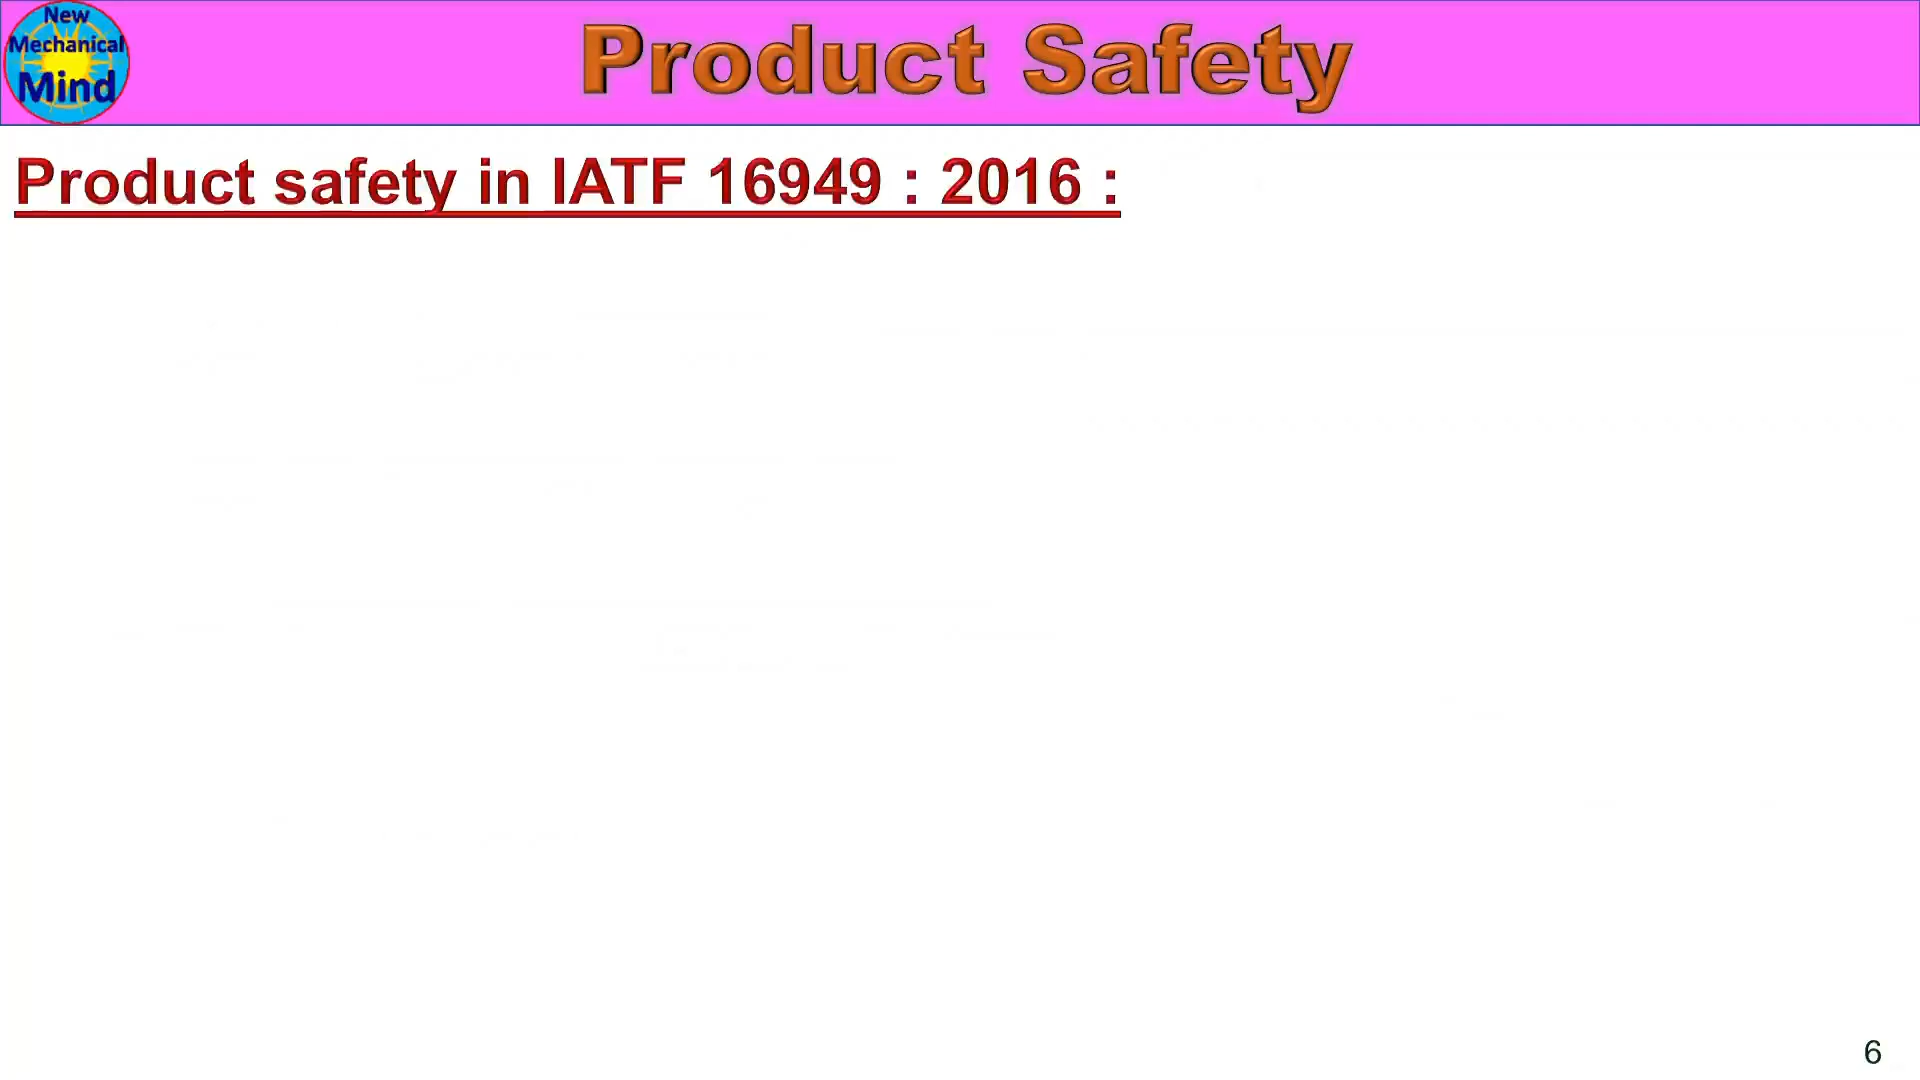 New
Mechanical
Mind
Product Safety
Product safety in IATF 16949 : 2016 :
6